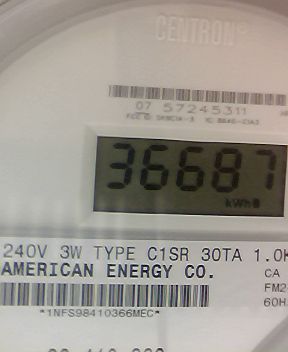 CENTRON®
07 57245311
36687
kWh
240V 3W TYPE C1SR 30TA 1.0K
AMERICAN ENERGY CO.
CA
FM2
60H
*1NFS98410366MEC*